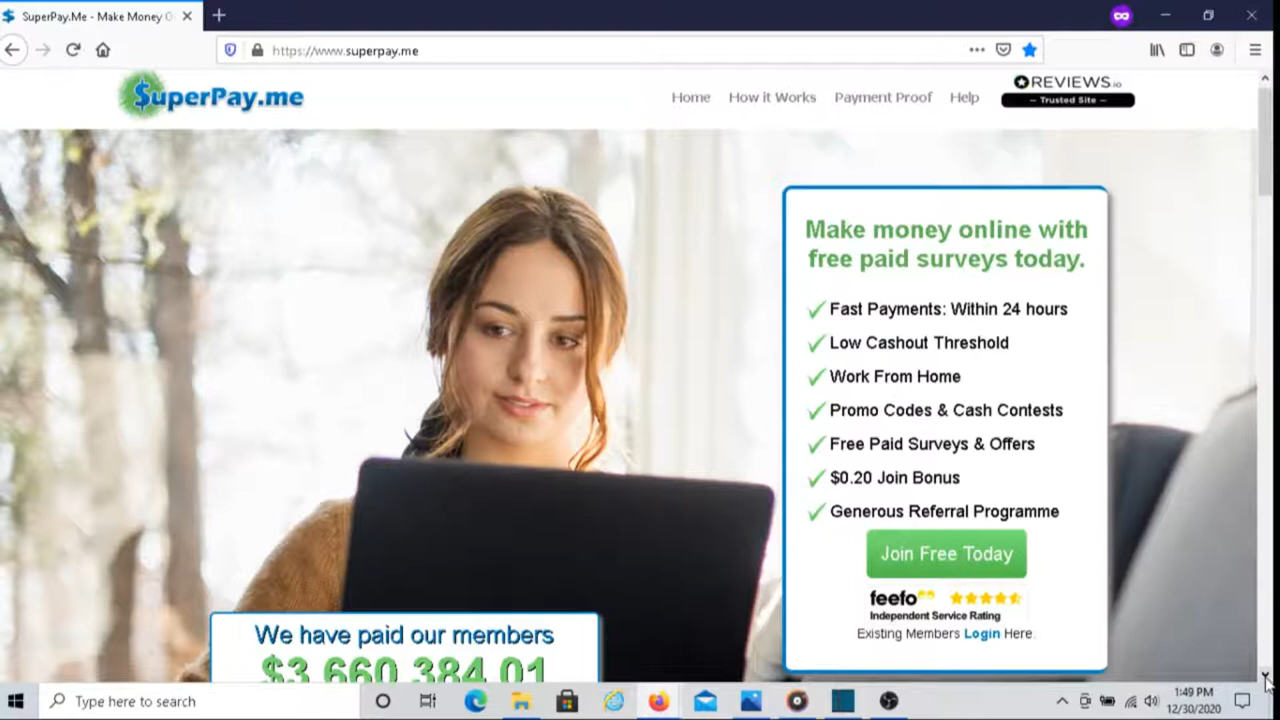 SuperPay.Me - Make Money O
https://www.superpay.me
$uperPay.me
Home
How it Works
Payment Proof
Help
REVIEWS.io
– Trusted Site –
Make money online with
free paid surveys today.
Fast Payments: Within 24 hours
Low Cashout Threshold
Work From Home
Promo Codes & Cash Contests
Free Paid Surveys & Offers
$0.20 Join Bonus
Generous Referral Programme
Join Free Today
feefo
Independent Service Rating
Existing Members Login Here.
We have paid our members
$3,660,384.01
Type here to search
1:49 PM
12/30/2020